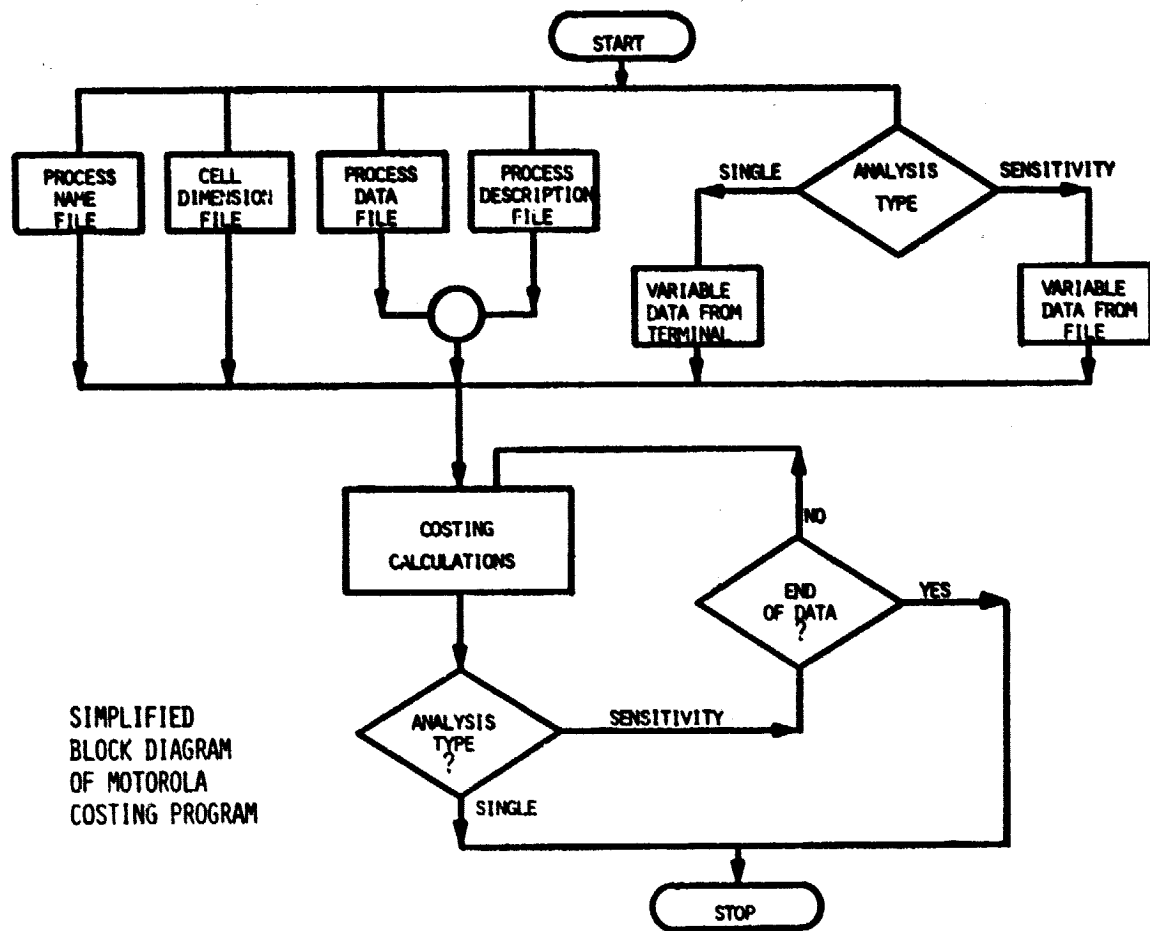 START
PROCESS
NAME
FILE
CELL
DIMENSION
FILE
PROCESS
DATA
FILE
PROCESS
DESCRIPTION
FILE
SINGLE
ANALYSIS
TYPE
SENSITIVITY
VARIABLE
DATA FROM
TERMINAL
VARIABLE
DATA FROM
FILE
COSTING
CALCULATIONS
NO
END
OF DATA
?
YES
ANALYSIS
TYPE
?
SENSITIVITY
SINGLE
SIMPLIFIED
BLOCK DIAGRAM
OF MOTOROLA
COSTING PROGRAM
STOP